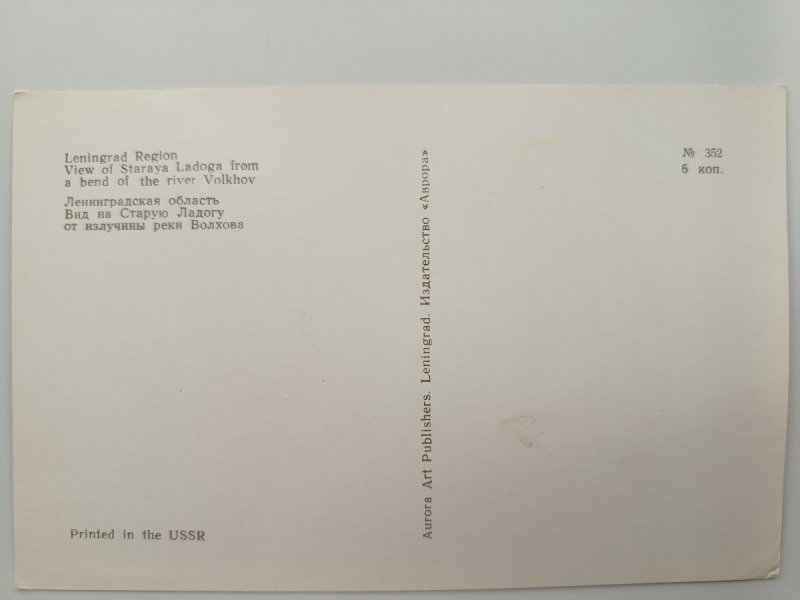 Leningrad Region
View of Staraya Ladoga from
a bend of the river Volkhov
Ленинградская область
Вид на Старую Ладогу
от излучины реки Волхова
Printed in the USSR
Aurora Art Publishers. Leningrad. Издательство «Аврора»
№ 352
6 коп.